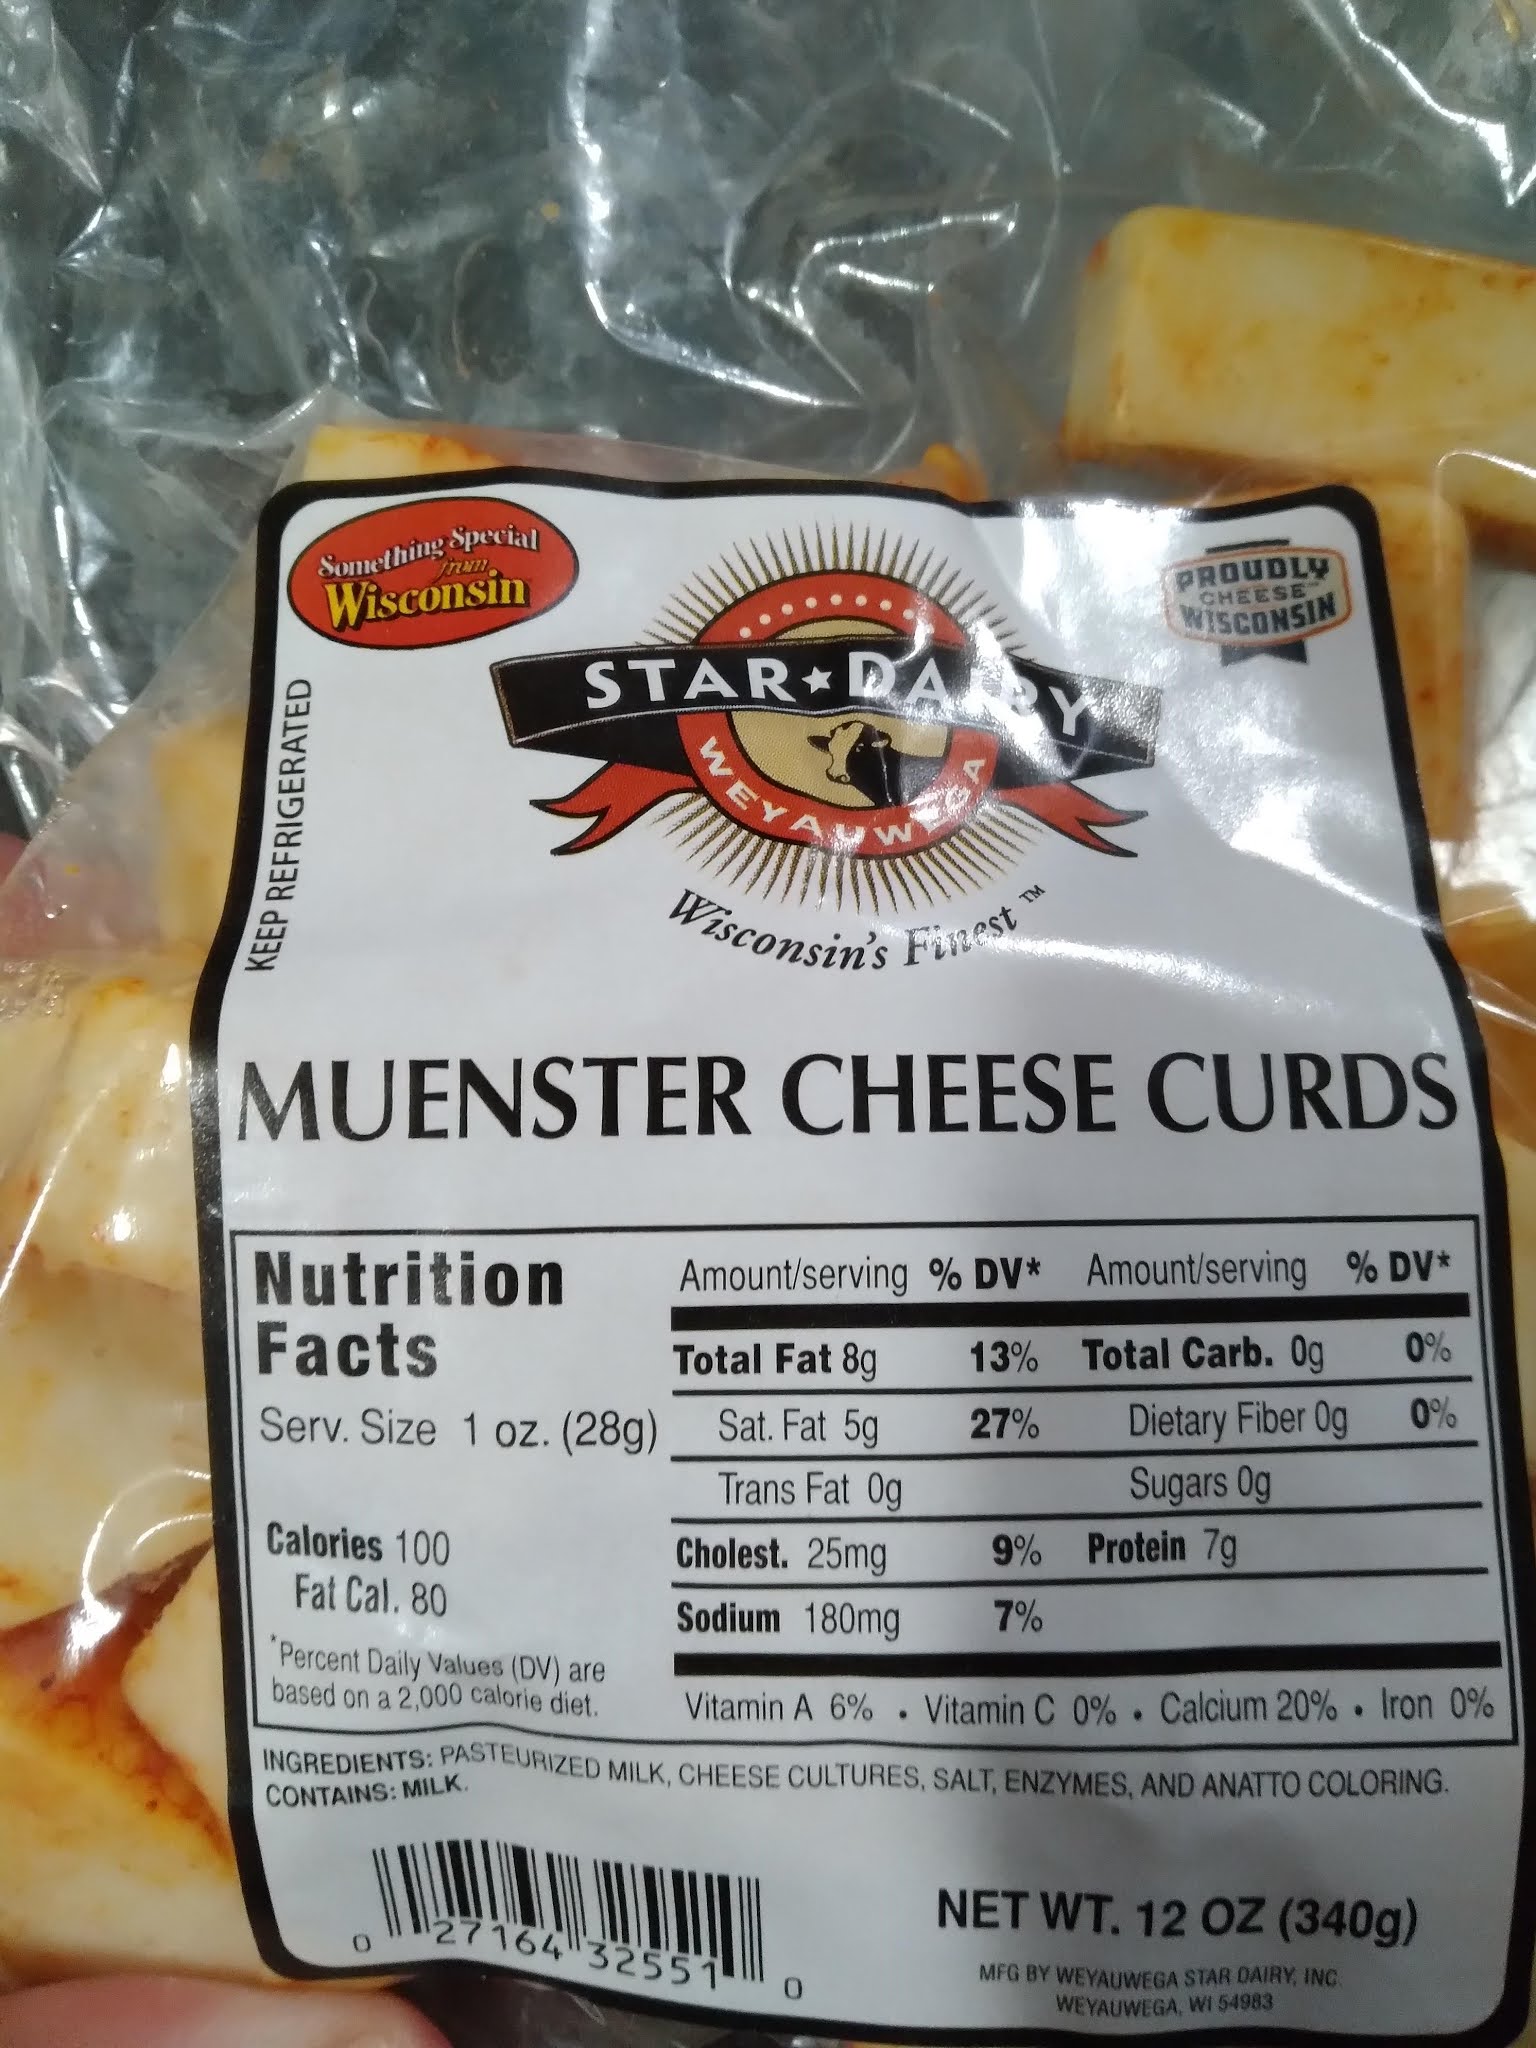 Something Special
from
Wisconsin
PROUDLY
CHEESE™
WISCONSIN
STAR★DAIRY
WEYAUWEGA
Wisconsin's Finest™
KEEP REFRIGERATED
MUENSTER CHEESE CURDS
Nutrition
Facts
Serv. Size 1 oz. (28g)
Calories 100
Fat Cal. 80
*Percent Daily Values (DV) are
based on a 2,000 calorie diet.
Amount/serving % DV* Amount/serving % DV*
Total Fat 8g 13% Total Carb. 0g 0%
Sat. Fat 5g 27% Dietary Fiber 0g 0%
Trans Fat 0g Sugars 0g
Cholest. 25mg 9% Protein 7g
Sodium 180mg 7%
Vitamin A 6% • Vitamin C 0% • Calcium 20% • Iron 0%
INGREDIENTS: PASTEURIZED MILK, CHEESE CULTURES, SALT, ENZYMES, AND ANATTO COLORING.
CONTAINS: MILK.
0 27164 32551 0
NET WT. 12 OZ (340g)
MFG BY WEYAUWEGA STAR DAIRY, INC.
WEYAUWEGA, WI 54983